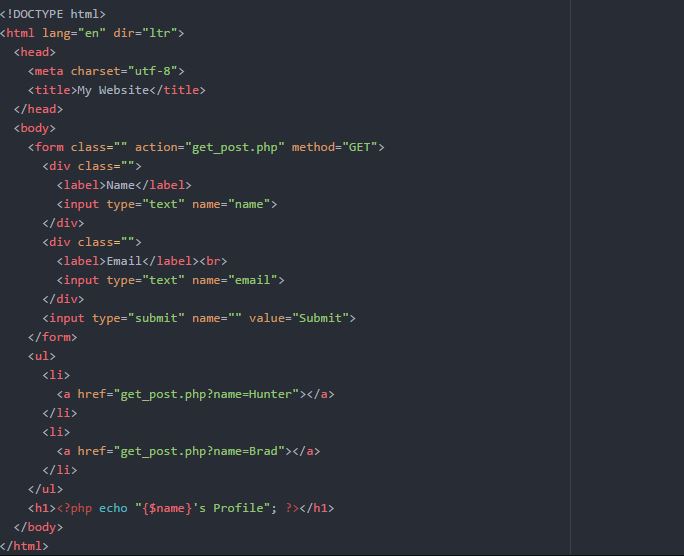 <!DOCTYPE html>
<html lang="en" dir="ltr">
  <head>
    <meta charset="utf-8">
    <title>My Website</title>
  </head>
  <body>
    <form class="" action="get_post.php" method="GET">
      <div class="">
        <label>Name</label>
        <input type="text" name="name">
      </div>
      <div class="">
        <label>Email</label><br>
        <input type="text" name="email">
      </div>
      <input type="submit" name="" value="Submit">
    </form>
    <ul>
      <li>
        <a href="get_post.php?name=Hunter"></a>
      </li>
      <li>
        <a href="get_post.php?name=Brad"></a>
      </li>
    </ul>
    <h1><?php echo "{$name}'s Profile"; ?></h1>
  </body>
</html>